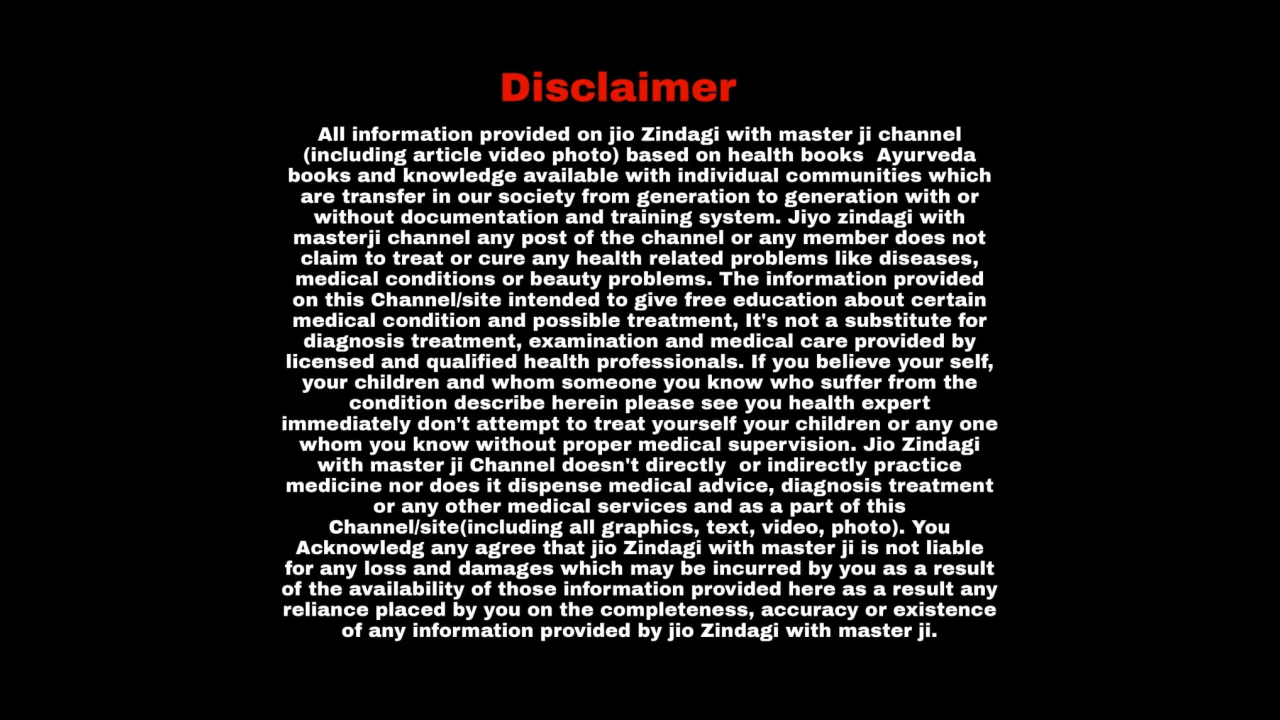 Disclaimer
All information provided on jio Zindagi with master ji channel
(including article video photo) based on health books  Ayurveda
books and knowledge available with individual communities which
are transfer in our society from generation to generation with or
without documentation and training system. Jiyo zindagi with
masterji channel any post of the channel or any member does not
claim to treat or cure any health related problems like diseases,
medical conditions or beauty problems. The information provided
on this Channel/site intended to give free education about certain
medical condition and possible treatment, It's not a substitute for
diagnosis treatment, examination and medical care provided by
licensed and qualified health professionals. If you believe your self,
your children and whom someone you know who suffer from the
condition describe herein please see you health expert
immediately don't attempt to treat yourself your children or any one
whom you know without proper medical supervision. Jio Zindagi
with master ji Channel doesn't directly  or indirectly practice
medicine nor does it dispense medical advice, diagnosis treatment
or any other medical services and as a part of this
Channel/site(including all graphics, text, video, photo). You
Acknowledg any agree that jio Zindagi with master ji is not liable
for any loss and damages which may be incurred by you as a result
of the availability of those information provided here as a result any
reliance placed by you on the completeness, accuracy or existence
of any information provided by jio Zindagi with master ji.